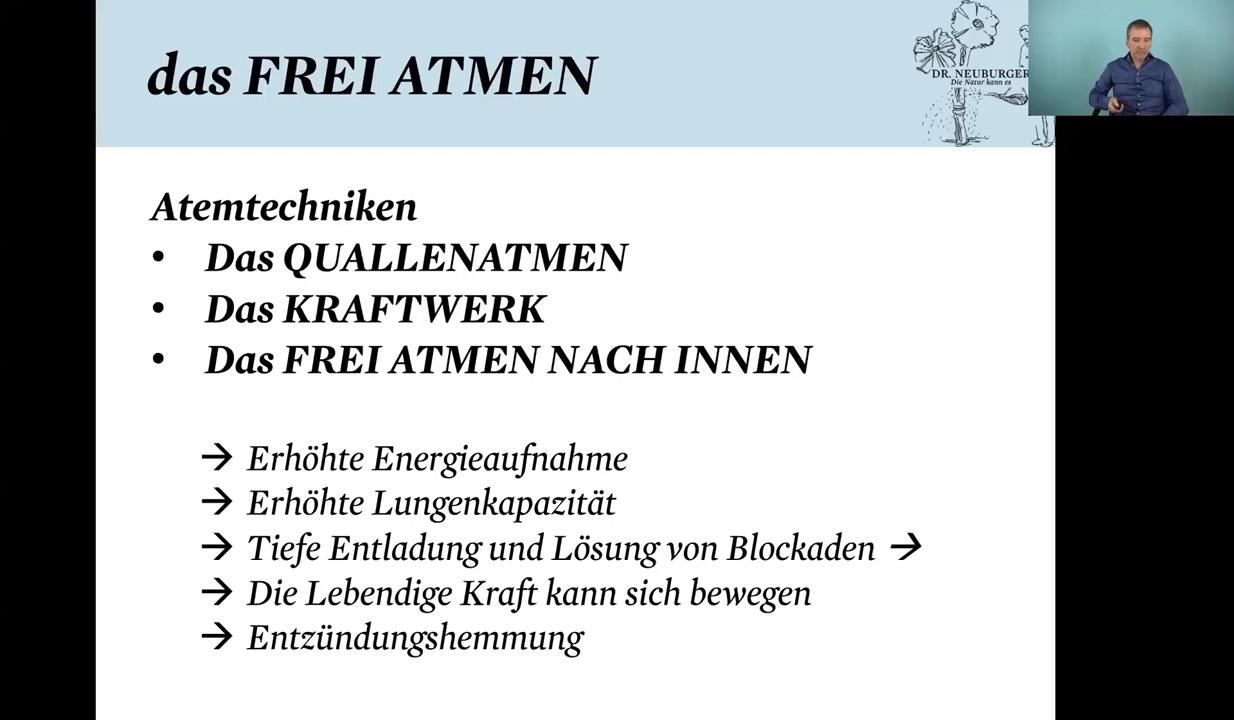 das FREI ATMEN
DR. NEUBURGER
Die Natur kann es
Atemtechniken
• Das QUALLENATMEN
• Das KRAFTWERK
• Das FREI ATMEN NACH INNEN
→ Erhöhte Energieaufnahme
→ Erhöhte Lungenkapazität
→ Tiefe Entladung und Lösung von Blockaden →
→ Die Lebendige Kraft kann sich bewegen
→ Entzündungshemmung